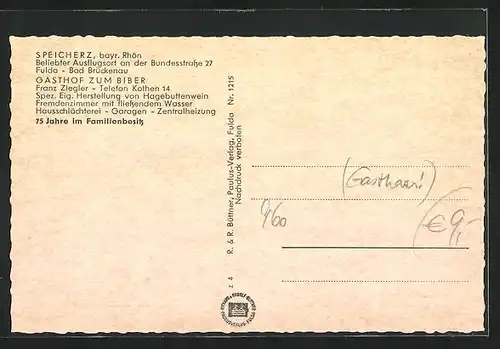 SPEICHERZ, bayr. Rhön
Beliebter Ausflugsort an der Bundesstraße 27
Fulda - Bad Brückenau
GASTHOF ZUM BIBER
Franz Ziegler - Telefon Kothen 14
Spez. Eig. Herstellung von Hagebuttenwein
Fremdenzimmer mit fließendem Wasser
Hausschlächterei - Garagen - Zentralheizung
75 Jahre im Familienbesitz
z 4 R. & R. Büttner, Paulus-Verlag, Fulda Nr. 1215
Nachdruck verboten
€ 9,-